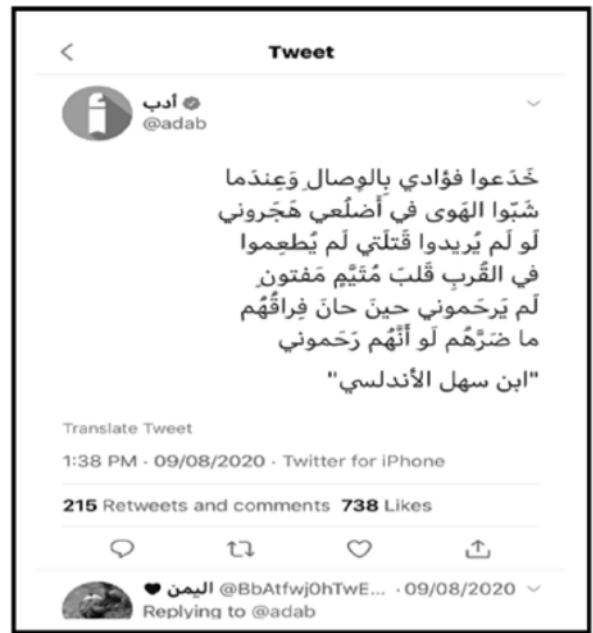 Tweet
أدب
@adab
خَدَعوا فؤادي بِالوِصالِ وَعِندَما
شَبّوا الهَوى في أَضلُعي هَجَروني
لَو لَم يُريدوا قَتلَتي لَم يُطعِموا
في القُربِ قَلبَ مُتَيَّمٍ مَفتونِ
لَم يَرحَموني حينَ حانَ فِراقُهُم
ما ضَرَّهُم لَو أَنَّهُم رَحَموني
"ابن سهل الأندلسي"
Translate Tweet
1:38 PM · 09/08/2020 · Twitter for iPhone
215 Retweets and comments 738 Likes
اليمن @BbAtfwj0hTwE... · 09/08/2020
Replying to @adab